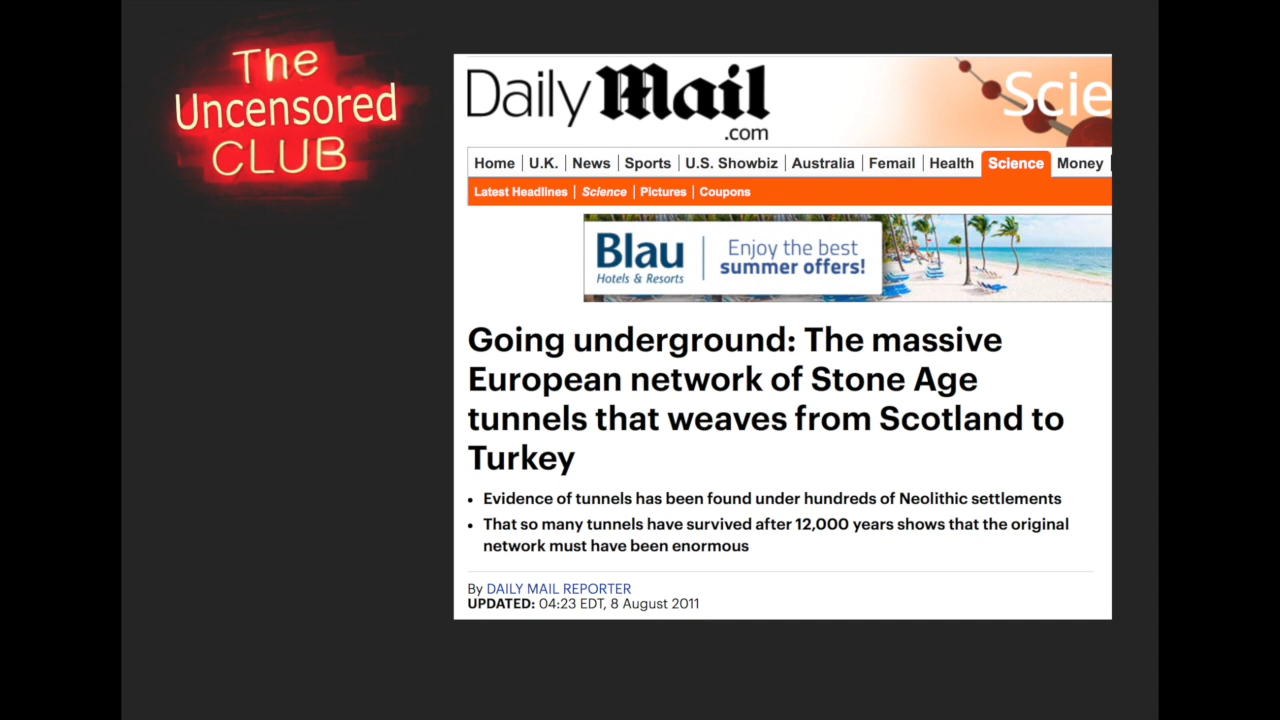 The
Uncensored
CLUB
Daily Mail
.com
Scie
Home U.K. News Sports U.S. Showbiz Australia Femail Health Science Money
Latest Headlines Science Pictures Coupons
Blau
Hotels & Resorts
Enjoy the best
summer offers!
Going underground: The massive
European network of Stone Age
tunnels that weaves from Scotland to
Turkey
• Evidence of tunnels has been found under hundreds of Neolithic settlements
• That so many tunnels have survived after 12,000 years shows that the original
network must have been enormous
By DAILY MAIL REPORTER
UPDATED: 04:23 EDT, 8 August 2011